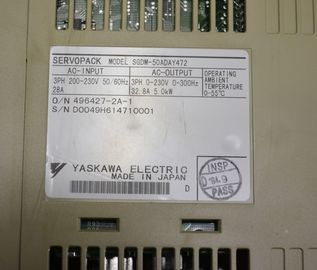 SERVOPACK MODEL SGDM-50ADAY472
AC-INPUT AC-OUTPUT OPERATING AMBIENT TEMPERATURE 0-55℃
3PH 200-230V 50/60Hz 3PH 0-230V 0-300Hz
28A 32.8A 5.0kW
O/N 496427-2A-1
S/N D0049H614710001
YASKAWA ELECTRIC
MADE IN JAPAN D
INSP
D '04.9
PASS